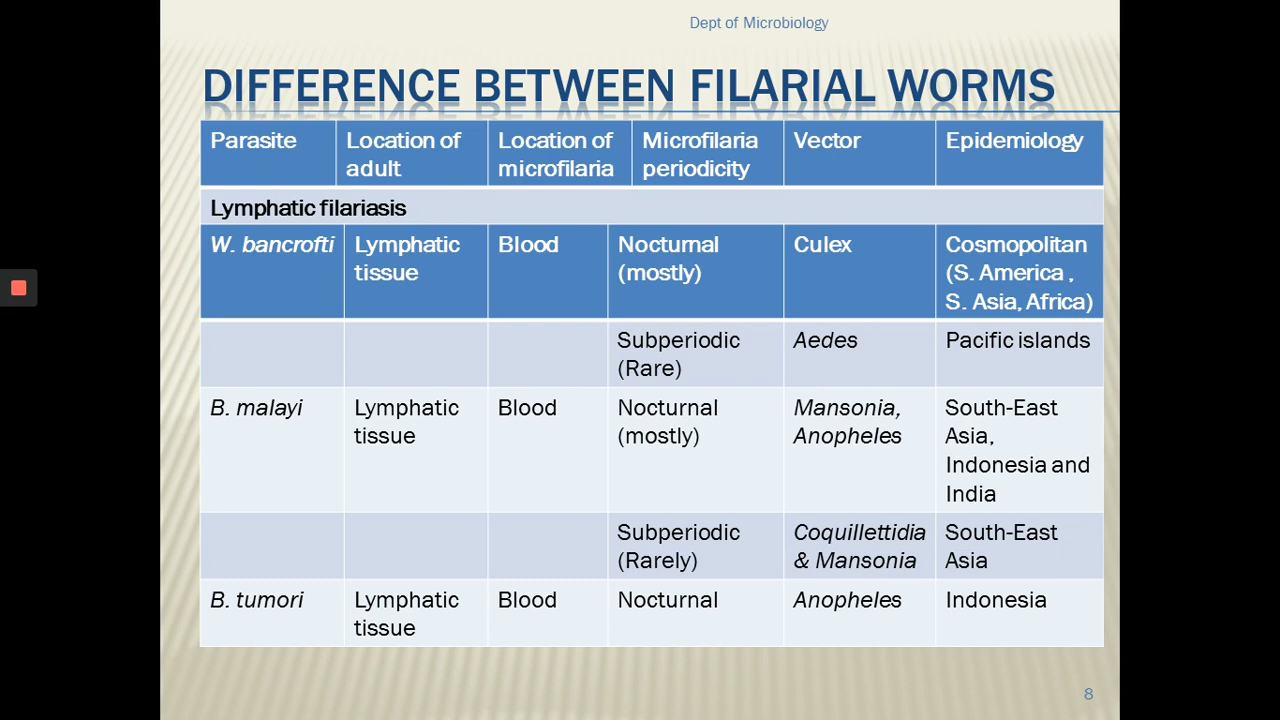 Dept of Microbiology
DIFFERENCE BETWEEN FILARIAL WORMS
Parasite
Location of
adult
Location of
microfilaria
Microfilaria
periodicity
Vector
Epidemiology
Lymphatic filariasis
W. bancrofti
Lymphatic
tissue
Blood
Nocturnal
(mostly)
Culex
Cosmopolitan
(S. America ,
S. Asia, Africa)
Subperiodic
(Rare)
Aedes
Pacific islands
B. malayi
Lymphatic
tissue
Blood
Nocturnal
(mostly)
Mansonia,
Anopheles
South-East
Asia,
Indonesia and
India
Subperiodic
(Rarely)
Coquillettidia
& Mansonia
South-East
Asia
B. tumori
Lymphatic
tissue
Blood
Nocturnal
Anopheles
Indonesia
8